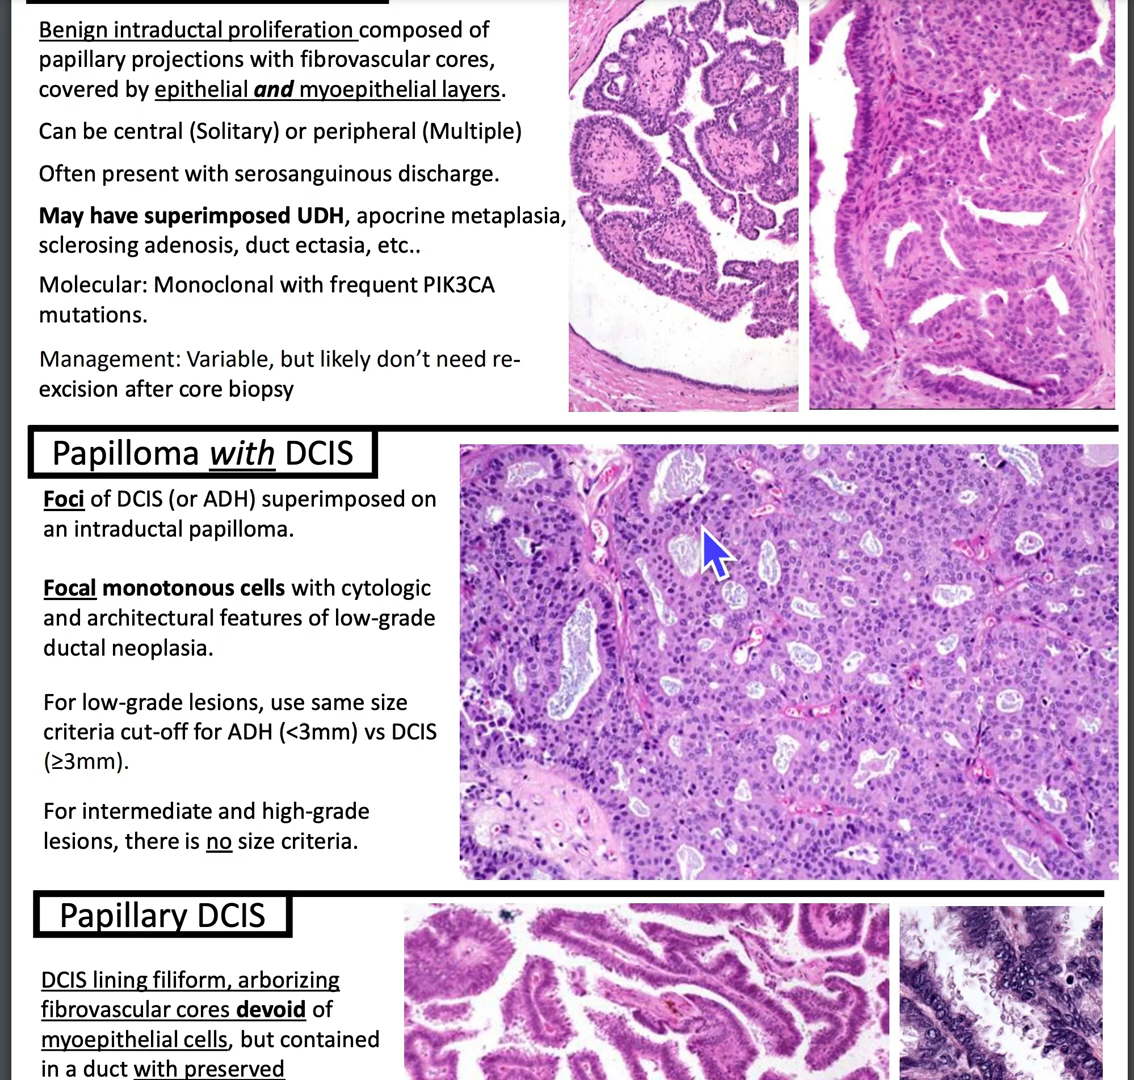 Benign intraductal proliferation composed of
papillary projections with fibrovascular cores,
covered by epithelial and myoepithelial layers.
Can be central (Solitary) or peripheral (Multiple)
Often present with serosanguinous discharge.
May have superimposed UDH, apocrine metaplasia,
sclerosing adenosis, duct ectasia, etc..
Molecular: Monoclonal with frequent PIK3CA
mutations.
Management: Variable, but likely don’t need re-
excision after core biopsy
Papilloma with DCIS
Foci of DCIS (or ADH) superimposed on
an intraductal papilloma.
Focal monotonous cells with cytologic
and architectural features of low-grade
ductal neoplasia.
For low-grade lesions, use same size
criteria cut-off for ADH (<3mm) vs DCIS
(≥3mm).
For intermediate and high-grade
lesions, there is no size criteria.
Papillary DCIS
DCIS lining filiform, arborizing
fibrovascular cores devoid of
myoepithelial cells, but contained
in a duct with preserved